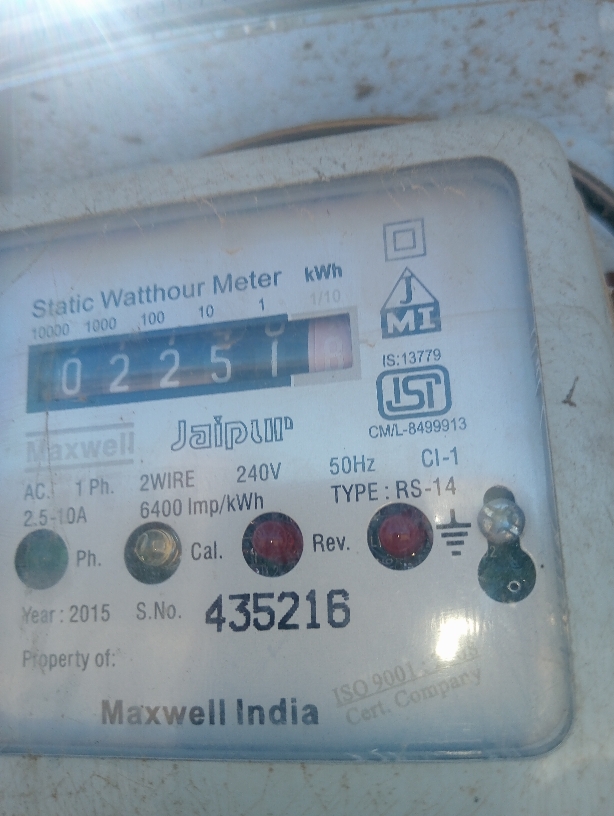 Static Watthour Meter kWh
10000 1000 100 10 1 1/10
0 2 2 5 1
J
MI
IS:13779
ISI
CM/L-8499913
Maxwell Jaipur
AC. 1 Ph. 2WIRE 240V 50Hz Cl-1
2.5-10A 6400 Imp/kWh TYPE : RS-14
Ph. Cal. Rev.
Year : 2015 S.No. 435216
Property of:
Maxwell India
ISO 9001
Cert. Company